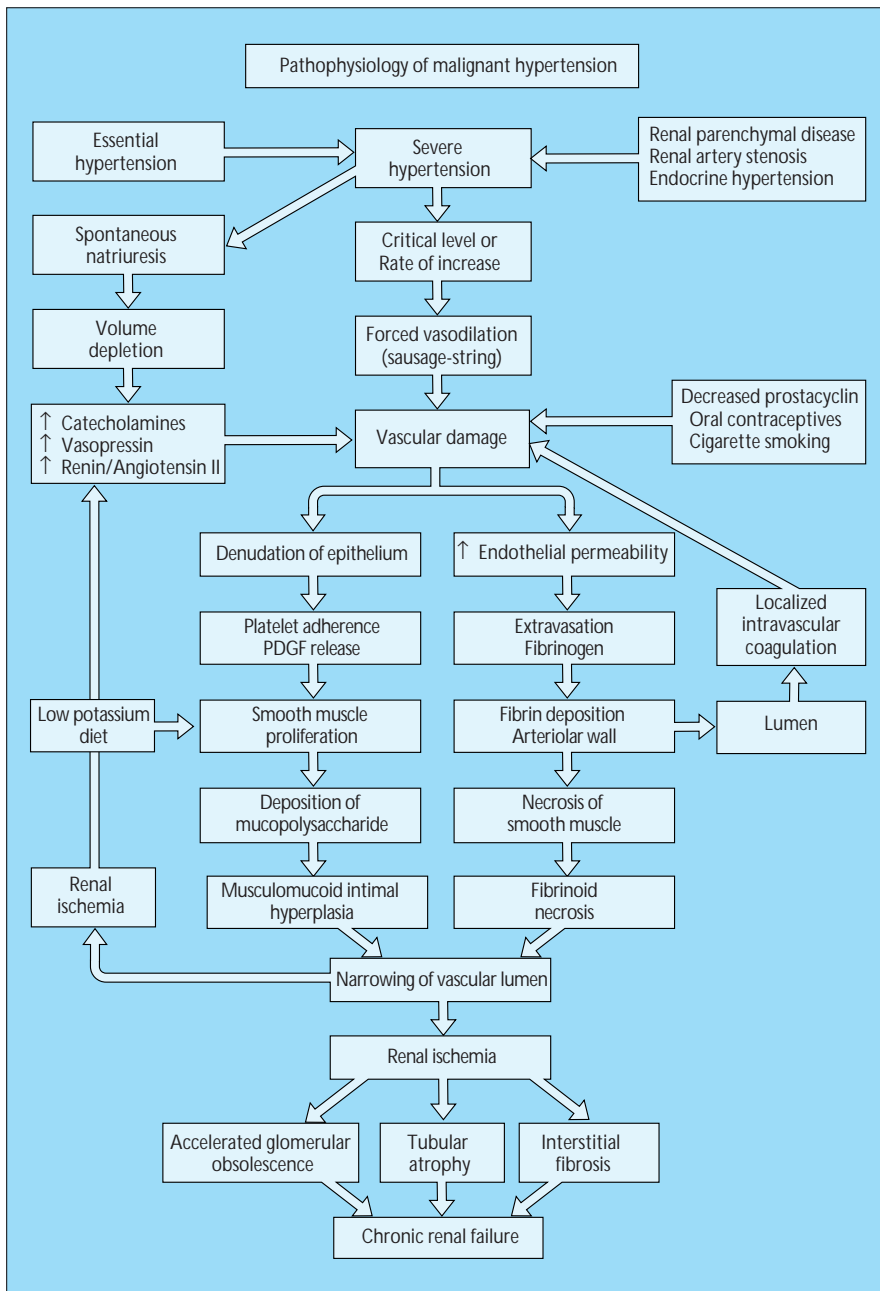 Pathophysiology of malignant hypertension
Essential
hypertension
Severe
hypertension
Renal parenchymal disease
Renal artery stenosis
Endocrine hypertension
Spontaneous
natriuresis
Critical level or
Rate of increase
Volume
depletion
Forced vasodilation
(sausage-string)
↑ Catecholamines
↑ Vasopressin
↑ Renin/Angiotensin II
Vascular damage
Decreased prostacyclin
Oral contraceptives
Cigarette smoking
Denudation of epithelium
↑ Endothelial permeability
Platelet adherence
PDGF release
Extravasation
Fibrinogen
Localized
intravascular
coagulation
Low potassium
diet
Smooth muscle
proliferation
Fibrin deposition
Arteriolar wall
Lumen
Deposition of
mucopolysaccharide
Necrosis of
smooth muscle
Renal
ischemia
Musculomucoid intimal
hyperplasia
Fibrinoid
necrosis
Narrowing of vascular lumen
Renal ischemia
Accelerated glomerular
obsolescence
Tubular
atrophy
Interstitial
fibrosis
Chronic renal failure